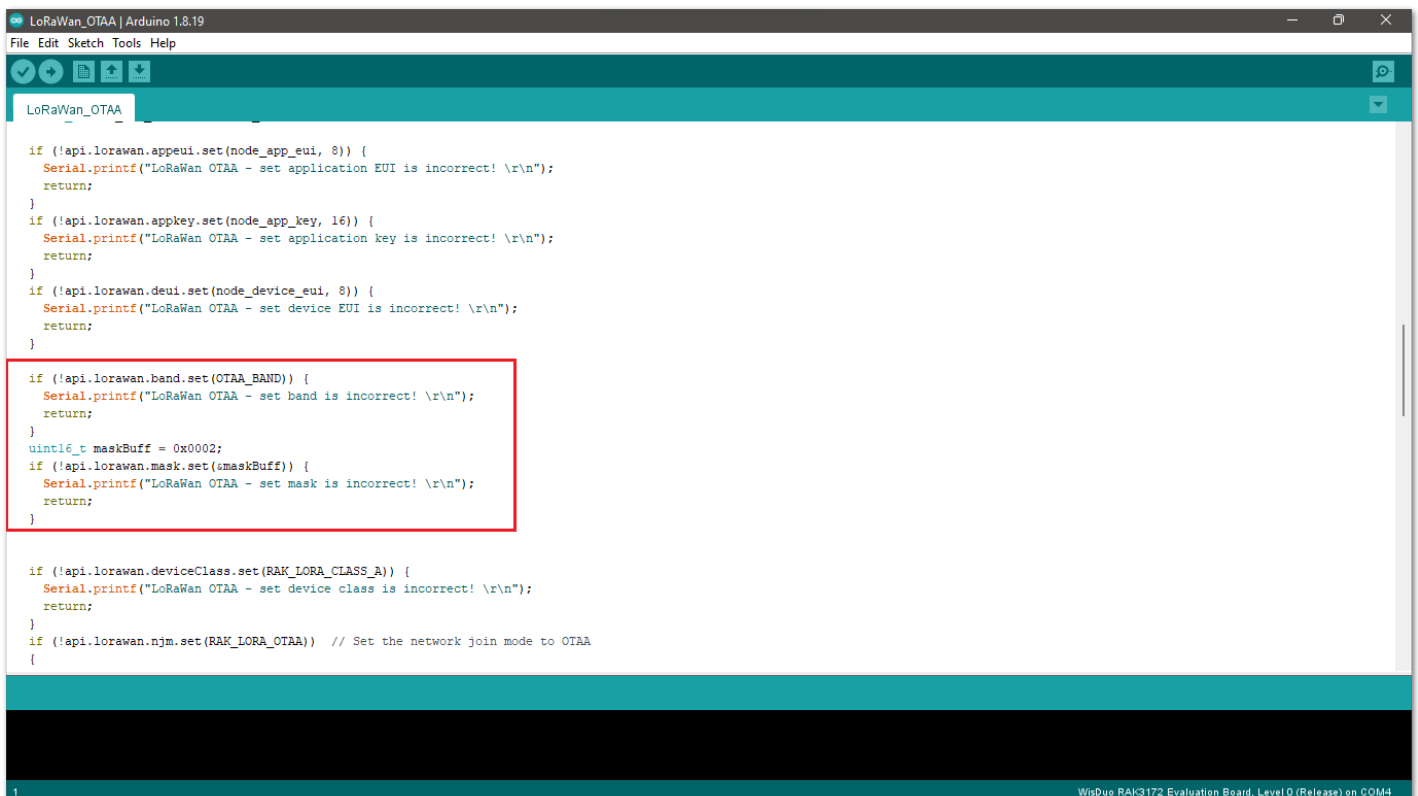 LoRaWan_OTAA | Arduino 1.8.19
File Edit Sketch Tools Help
LoRaWan_OTAA
if (!api.lorawan.appeui.set(node_app_eui, 8)) {
Serial.printf("LoRaWan OTAA - set application EUI is incorrect! \r\n");
return;
}
if (!api.lorawan.appkey.set(node_app_key, 16)) {
Serial.printf("LoRaWan OTAA - set application key is incorrect! \r\n");
return;
}
if (!api.lorawan.deui.set(node_device_eui, 8)) {
Serial.printf("LoRaWan OTAA - set device EUI is incorrect! \r\n");
return;
}
if (!api.lorawan.band.set(OTAA_BAND)) {
Serial.printf("LoRaWan OTAA - set band is incorrect! \r\n");
return;
}
uint16_t maskBuff = 0x0002;
if (!api.lorawan.mask.set(&maskBuff)) {
Serial.printf("LoRaWan OTAA - set mask is incorrect! \r\n");
return;
}
if (!api.lorawan.deviceClass.set(RAK_LORA_CLASS_A)) {
Serial.printf("LoRaWan OTAA - set device class is incorrect! \r\n");
return;
}
if (!api.lorawan.njm.set(RAK_LORA_OTAA))  // Set the network join mode to OTAA
{
1
WisDuo RAK3172 Evaluation Board, Level 0 (Release) on COM4